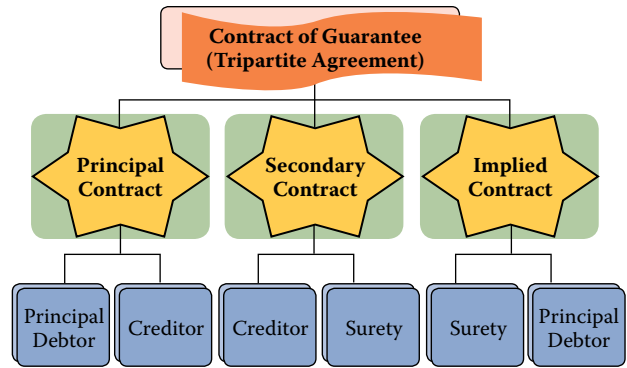 Contract of Guarantee
(Tripartite Agreement)
Principal
Contract
Secondary
Contract
Implied
Contract
Principal
Debtor
Creditor
Creditor
Surety
Surety
Principal
Debtor